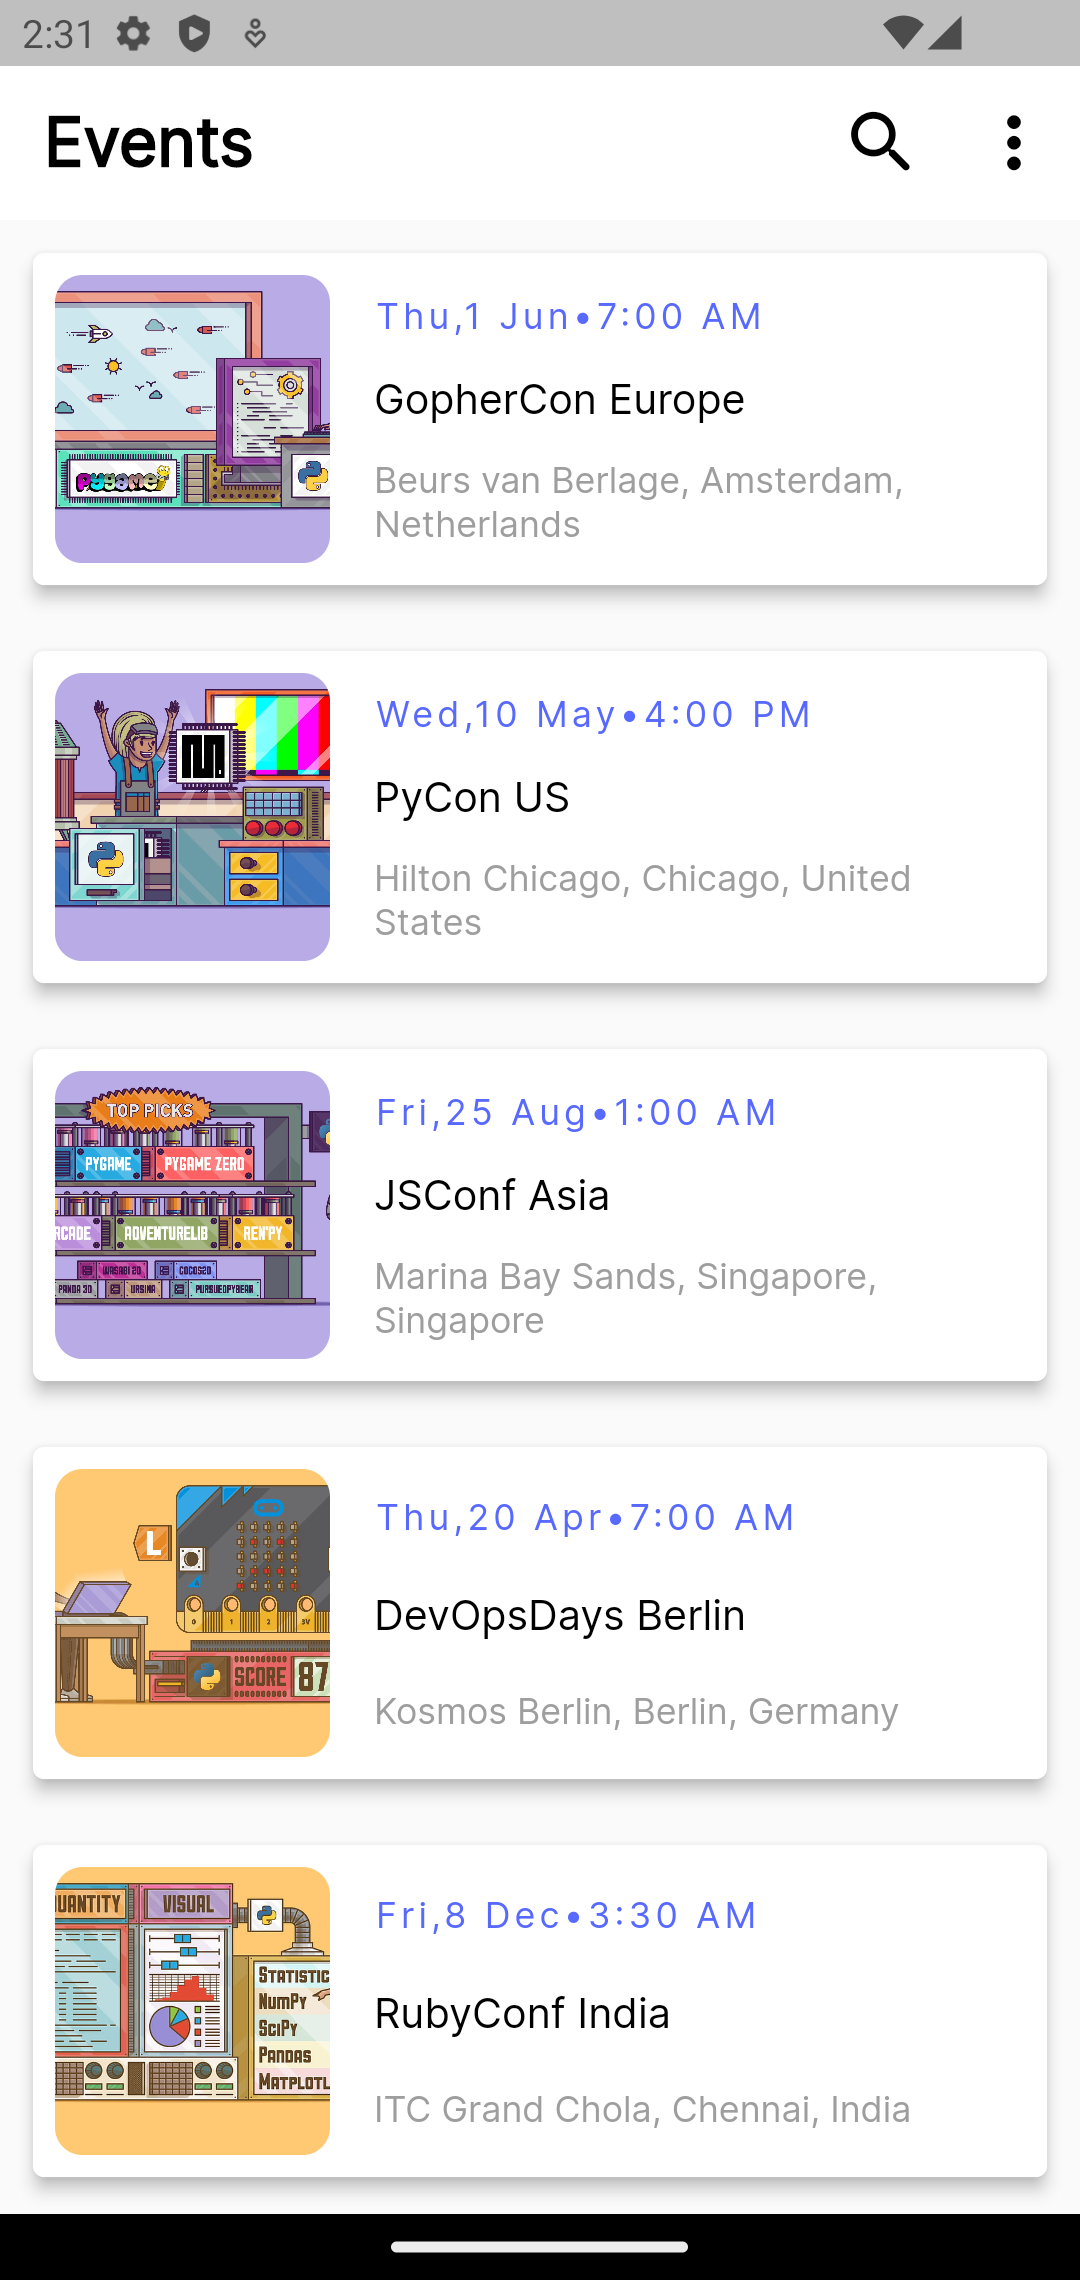 2:31
Events
Thu,1 Jun•7:00 AM
GopherCon Europe
Beurs van Berlage, Amsterdam,
Netherlands
pygame
Wed,10 May•4:00 PM
PyCon US
Hilton Chicago, Chicago, United
States
Fri,25 Aug•1:00 AM
JSConf Asia
Marina Bay Sands, Singapore,
Singapore
TOP PICKS
PYGAME
PYGAME ZERO
RCADE
ADVENTURELIB
REN'PY
WASABI 2D
COCOS2D
PANDA 3D
URSINA
PURSUEDPYBEAR
Thu,20 Apr•7:00 AM
DevOpsDays Berlin
Kosmos Berlin, Berlin, Germany
L
0 1 2 3V
SCORE 87
Fri,8 Dec•3:30 AM
RubyConf India
ITC Grand Chola, Chennai, India
UANTITY
VISUAL
STATISTIC
NUMPY
SCIPY
PANDAS
MATPLOTL